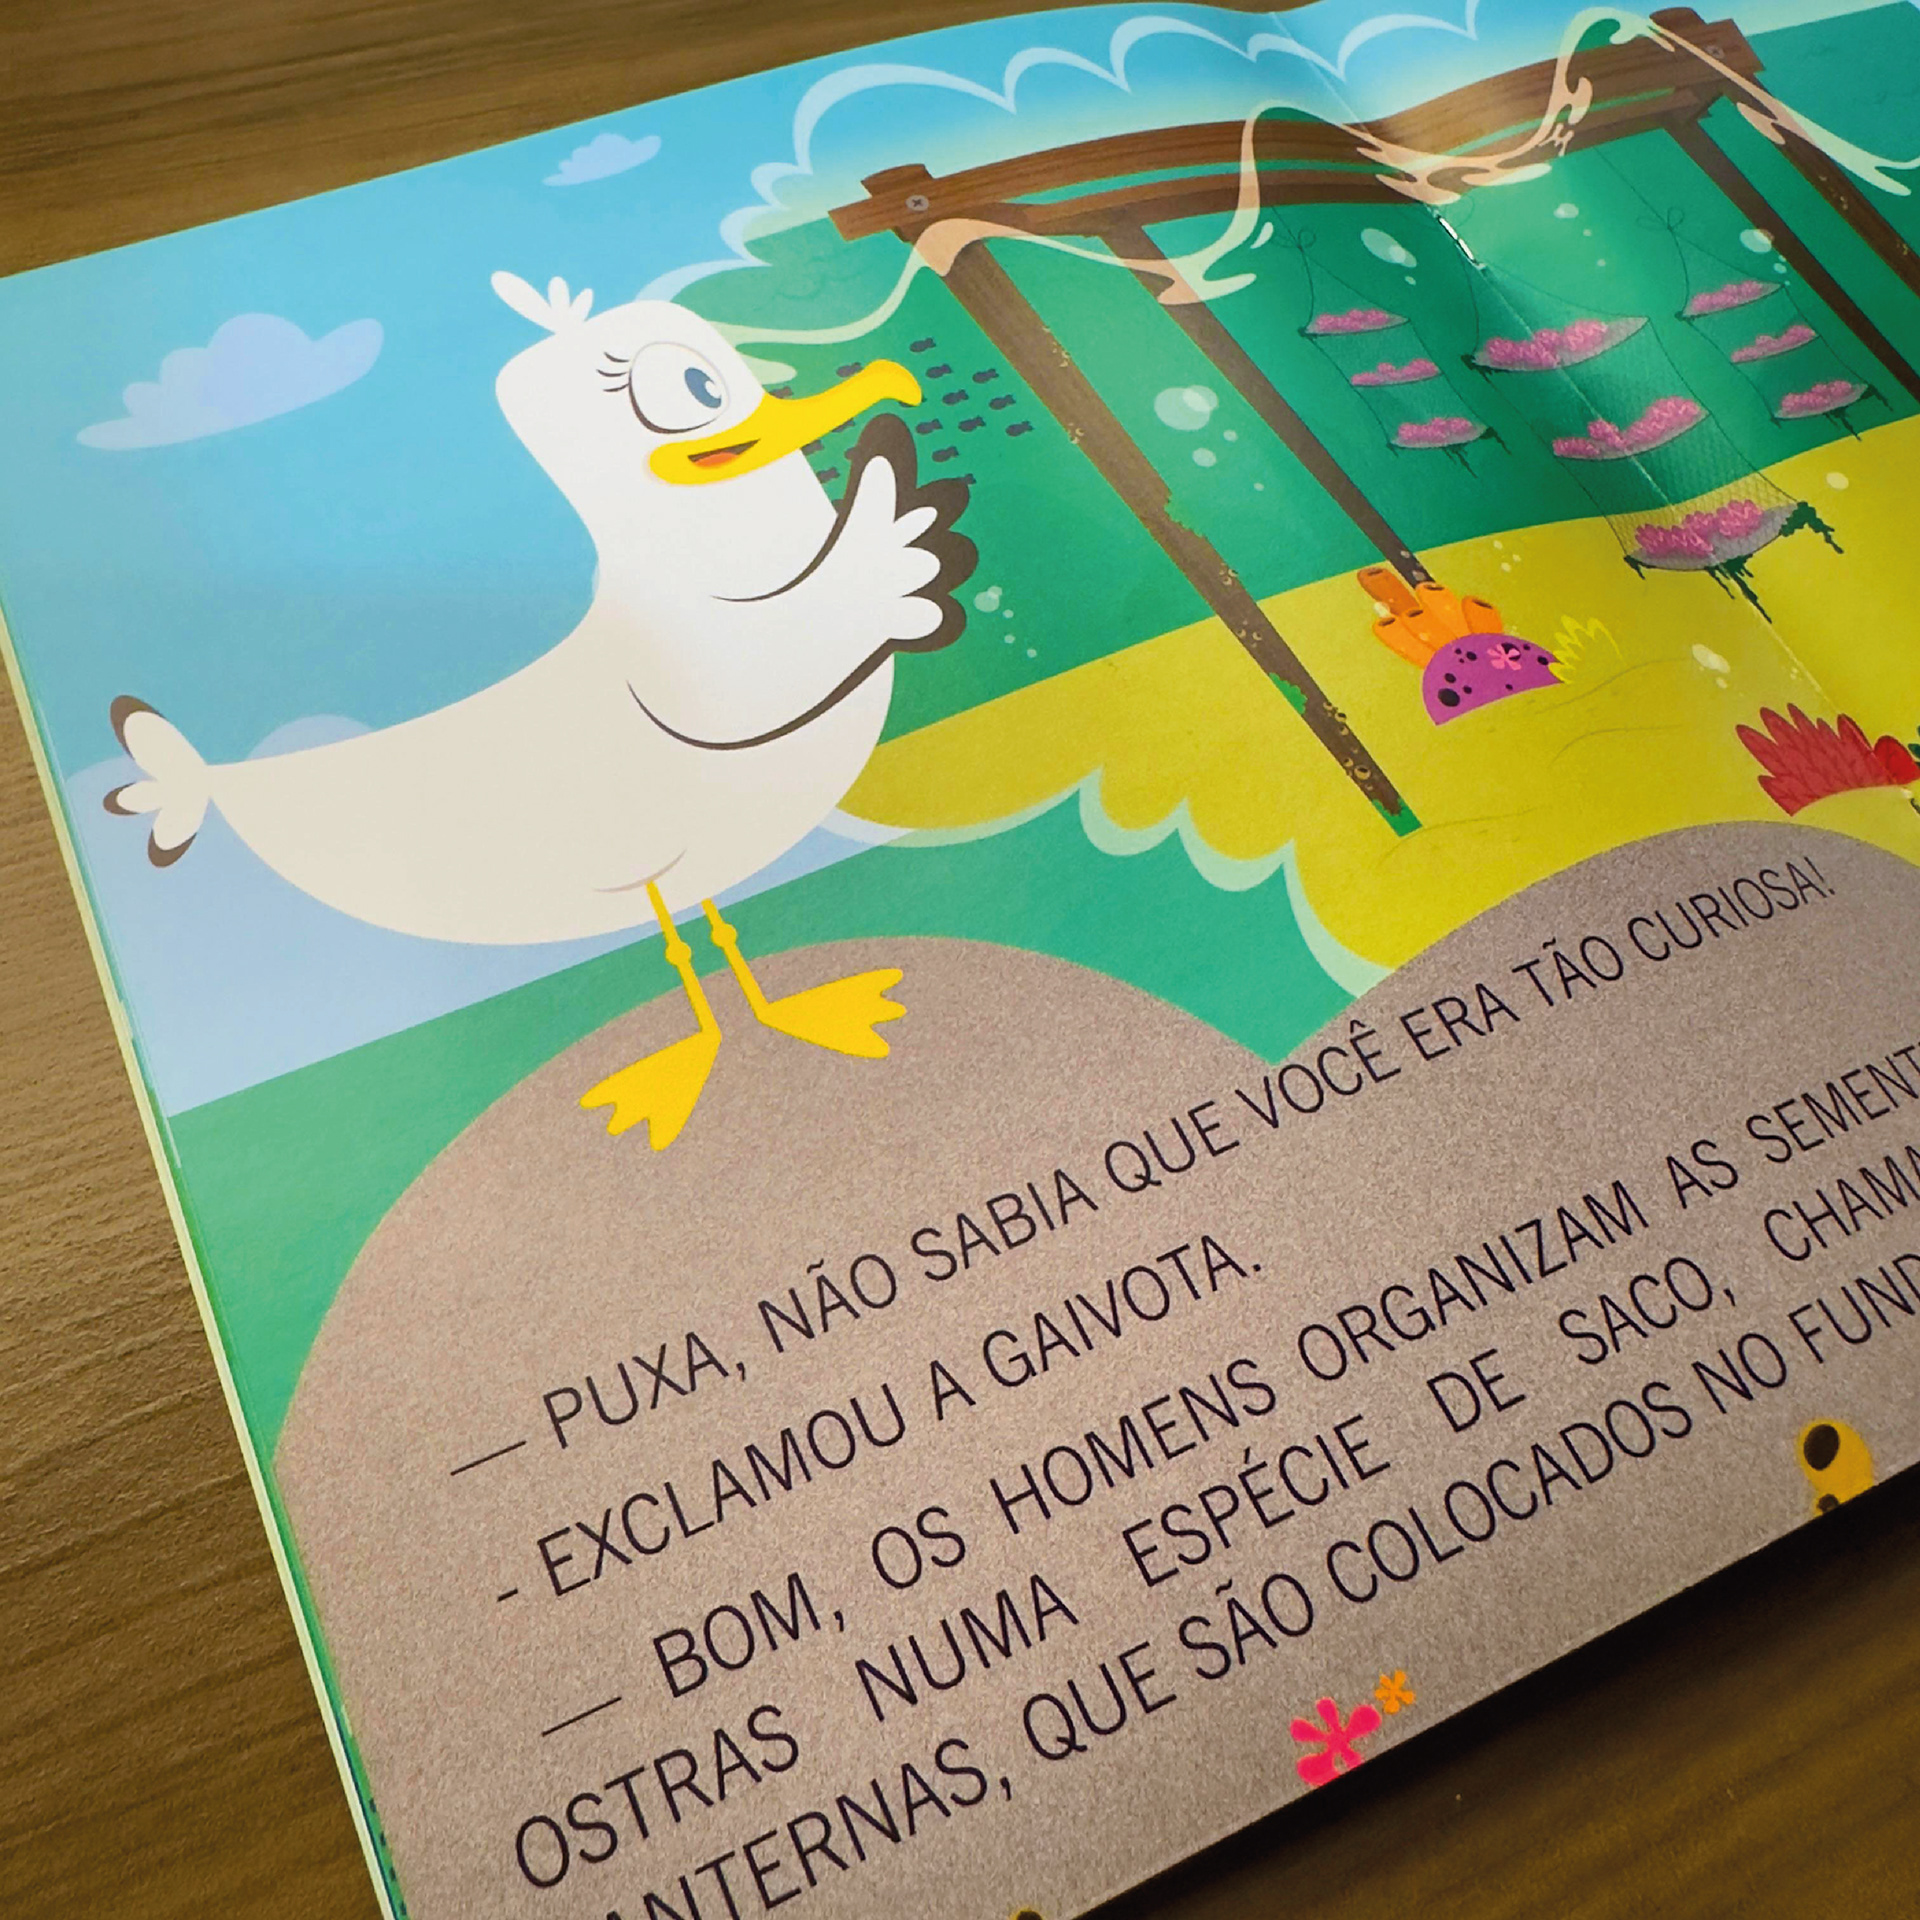 — PUXA, NÃO SABIA QUE VOCÊ ERA TÃO CURIOSA!.
- EXCLAMOU A GAIVOTA.
— BOM, OS HOMENS ORGANIZAM AS
OSTRAS NUMA ESPÉCIE DE SACO,
QUE SÃO COLOCADOS NO